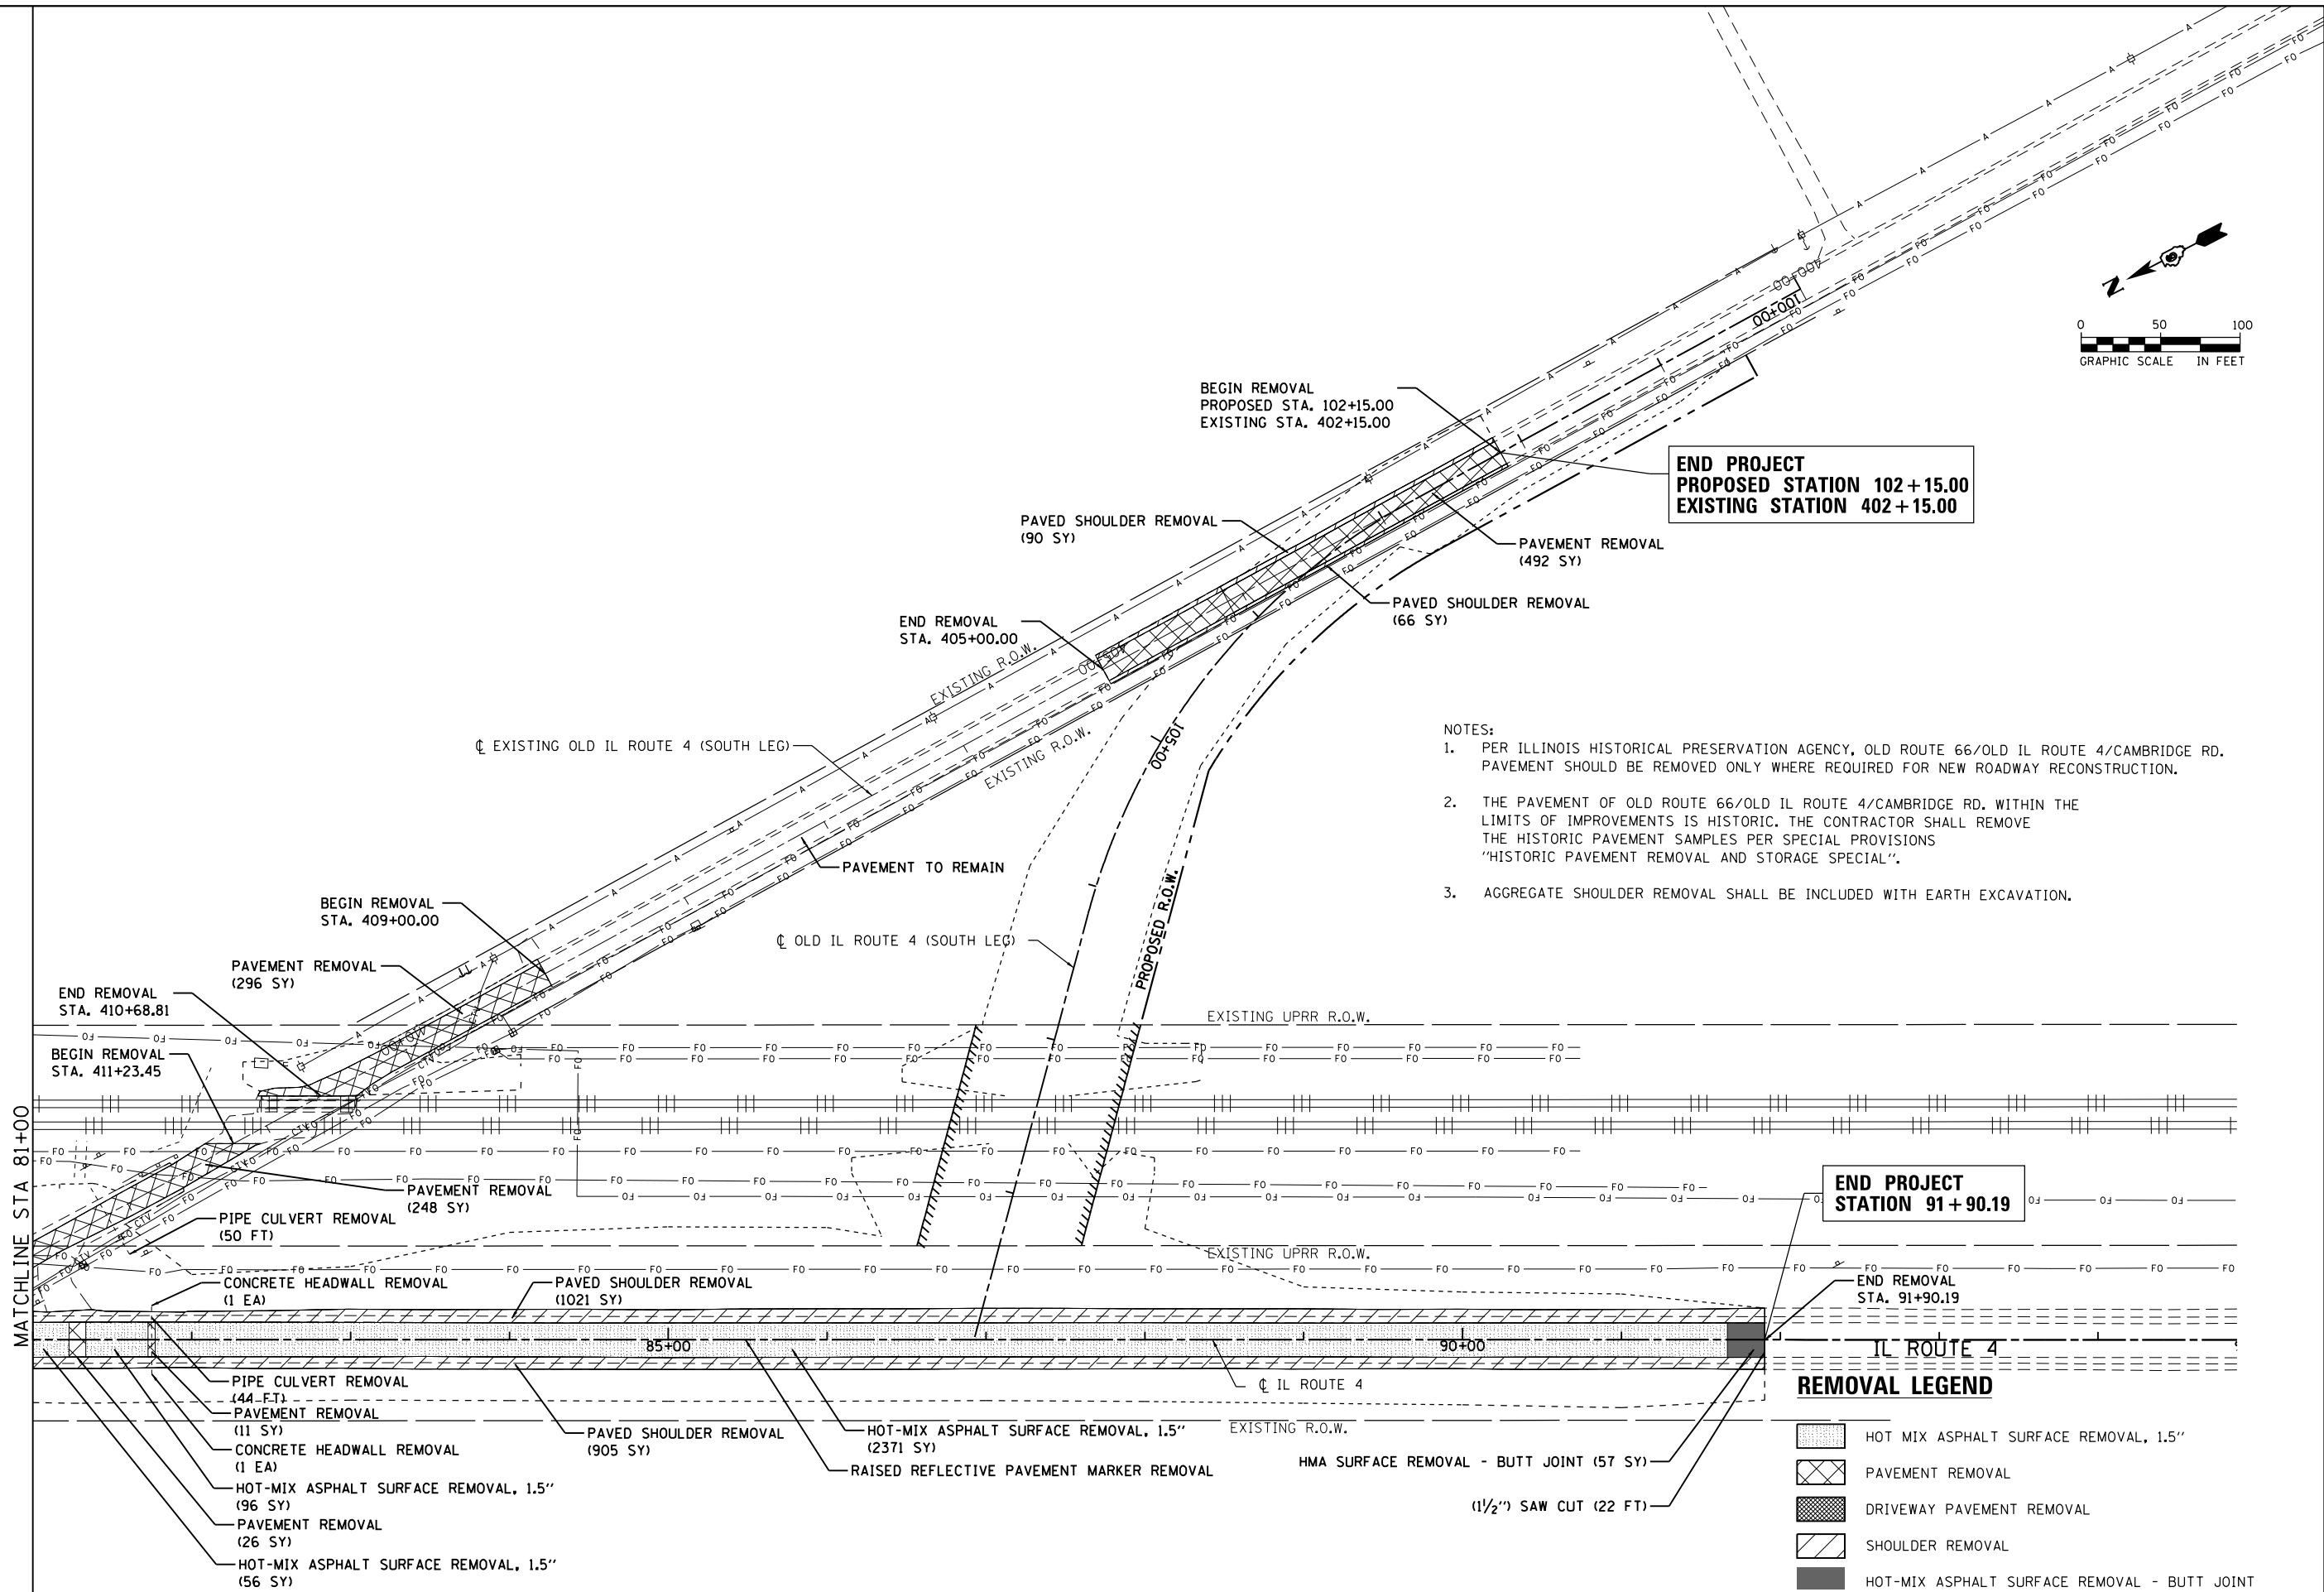 N
0 50 100
GRAPHIC SCALE IN FEET
400+00
100+00
BEGIN REMOVAL
PROPOSED STA. 102+15.00
EXISTING STA. 402+15.00
END PROJECT
PROPOSED STATION 102+15.00
EXISTING STATION 402+15.00
PAVED SHOULDER REMOVAL
(90 SY)
PAVEMENT REMOVAL
(492 SY)
PAVED SHOULDER REMOVAL
(66 SY)
END REMOVAL
STA. 405+00.00
405+00
EXISTING R.O.W.
EXISTING R.O.W.
105+00
℄ EXISTING OLD IL ROUTE 4 (SOUTH LEG)
NOTES:
1. PER ILLINOIS HISTORICAL PRESERVATION AGENCY, OLD ROUTE 66/OLD IL ROUTE 4/CAMBRIDGE RD.
PAVEMENT SHOULD BE REMOVED ONLY WHERE REQUIRED FOR NEW ROADWAY RECONSTRUCTION.
2. THE PAVEMENT OF OLD ROUTE 66/OLD IL ROUTE 4/CAMBRIDGE RD. WITHIN THE
LIMITS OF IMPROVEMENTS IS HISTORIC. THE CONTRACTOR SHALL REMOVE
THE HISTORIC PAVEMENT SAMPLES PER SPECIAL PROVISIONS
"HISTORIC PAVEMENT REMOVAL AND STORAGE SPECIAL".
3. AGGREGATE SHOULDER REMOVAL SHALL BE INCLUDED WITH EARTH EXCAVATION.
PAVEMENT TO REMAIN
BEGIN REMOVAL
STA. 409+00.00
℄ OLD IL ROUTE 4 (SOUTH LEG)
PROPOSED R.O.W.
PAVEMENT REMOVAL
(296 SY)
END REMOVAL
STA. 410+68.81
410+00
EXISTING UPRR R.O.W.
BEGIN REMOVAL
STA. 411+23.45
MATCHLINE STA 81+00
PAVEMENT REMOVAL
(248 SY)
END PROJECT
STATION 91+90.19
PIPE CULVERT REMOVAL
(50 FT)
EXISTING UPRR R.O.W.
CONCRETE HEADWALL REMOVAL
(1 EA)
PAVED SHOULDER REMOVAL
(1021 SY)
END REMOVAL
STA. 91+90.19
85+00
90+00
IL ROUTE 4
PIPE CULVERT REMOVAL
(44 FT)
℄ IL ROUTE 4
PAVEMENT REMOVAL
(11 SY)
CONCRETE HEADWALL REMOVAL
(1 EA)
PAVED SHOULDER REMOVAL
(905 SY)
HOT-MIX ASPHALT SURFACE REMOVAL, 1.5"
(2371 SY)
EXISTING R.O.W.
RAISED REFLECTIVE PAVEMENT MARKER REMOVAL
HMA SURFACE REMOVAL - BUTT JOINT (57 SY)
HOT-MIX ASPHALT SURFACE REMOVAL, 1.5"
(96 SY)
(1 1/2") SAW CUT (22 FT)
PAVEMENT REMOVAL
(26 SY)
HOT-MIX ASPHALT SURFACE REMOVAL, 1.5"
(56 SY)
REMOVAL LEGEND
HOT MIX ASPHALT SURFACE REMOVAL, 1.5"
PAVEMENT REMOVAL
DRIVEWAY PAVEMENT REMOVAL
SHOULDER REMOVAL
HOT-MIX ASPHALT SURFACE REMOVAL - BUTT JOINT